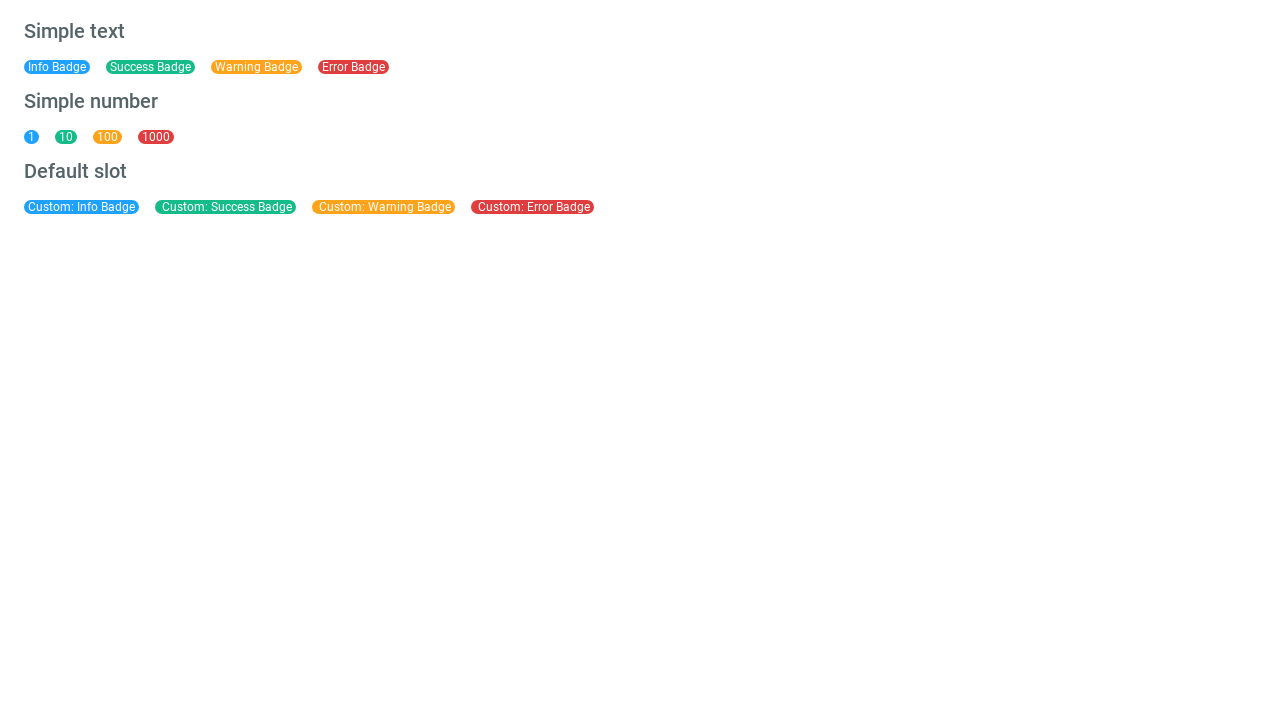 Simple text
Info Badge Success Badge Warning Badge Error Badge
Simple number
1 10 100 1000
Default slot
Custom: Info Badge Custom: Success Badge Custom: Warning Badge Custom: Error Badge